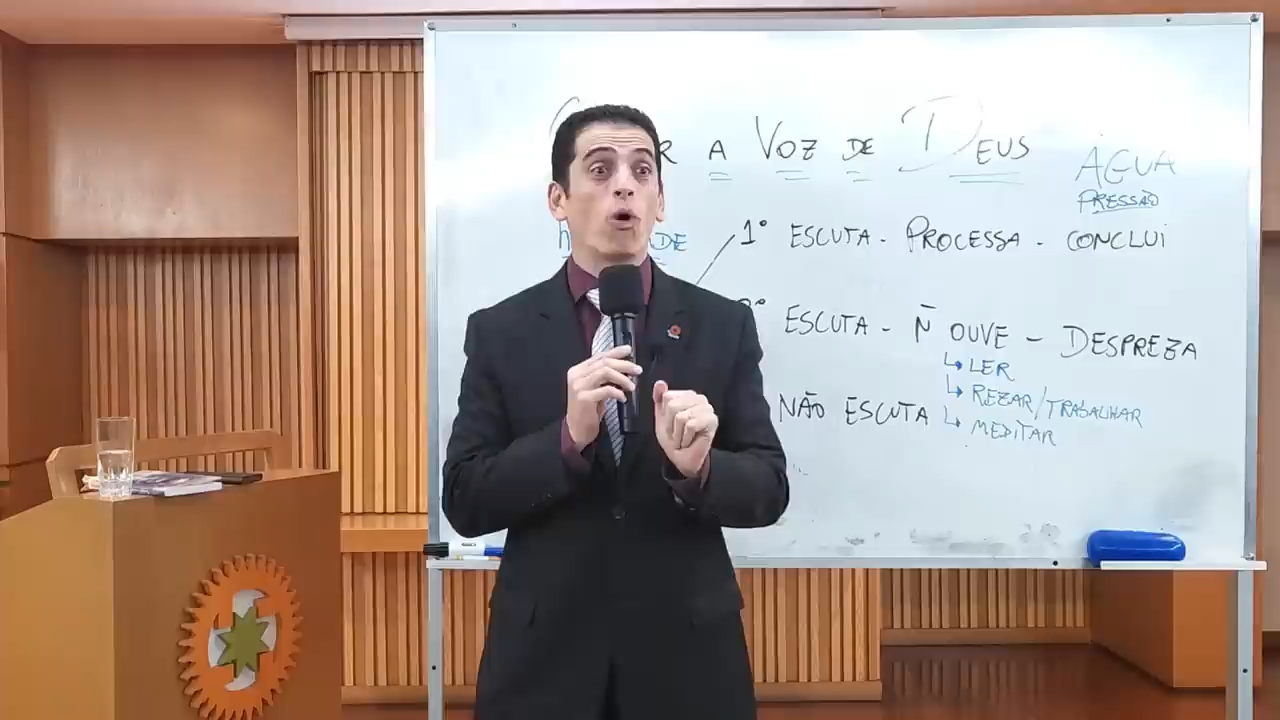 A VOZ DE DEUS
ÁGUA
PRESSÃO
1° ESCUTA - PROCESSA - CONCLUI
ESCUTA - Ñ OUVE - DESPREZA
↳ LER
↳ REZAR/TRABALHAR
NÃO ESCUTA ↳ MEDITAR